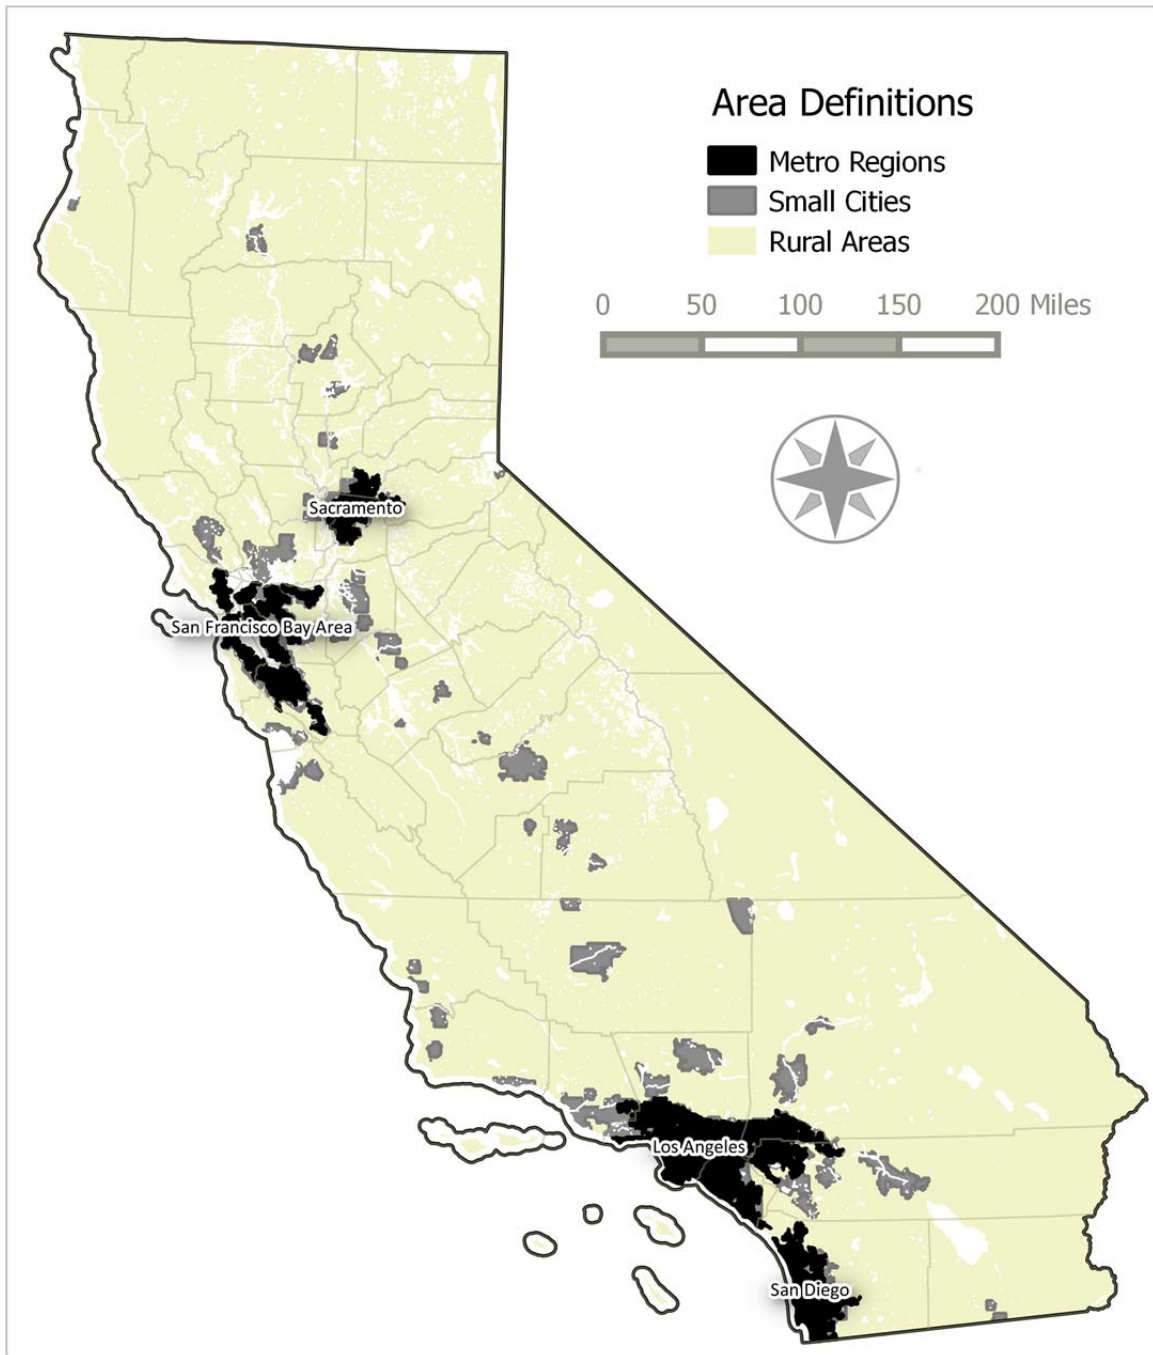 Area Definitions
Metro Regions
Small Cities
Rural Areas
0 50 100 150 200 Miles
Sacramento
San Francisco Bay Area
Los Angeles
San Diego